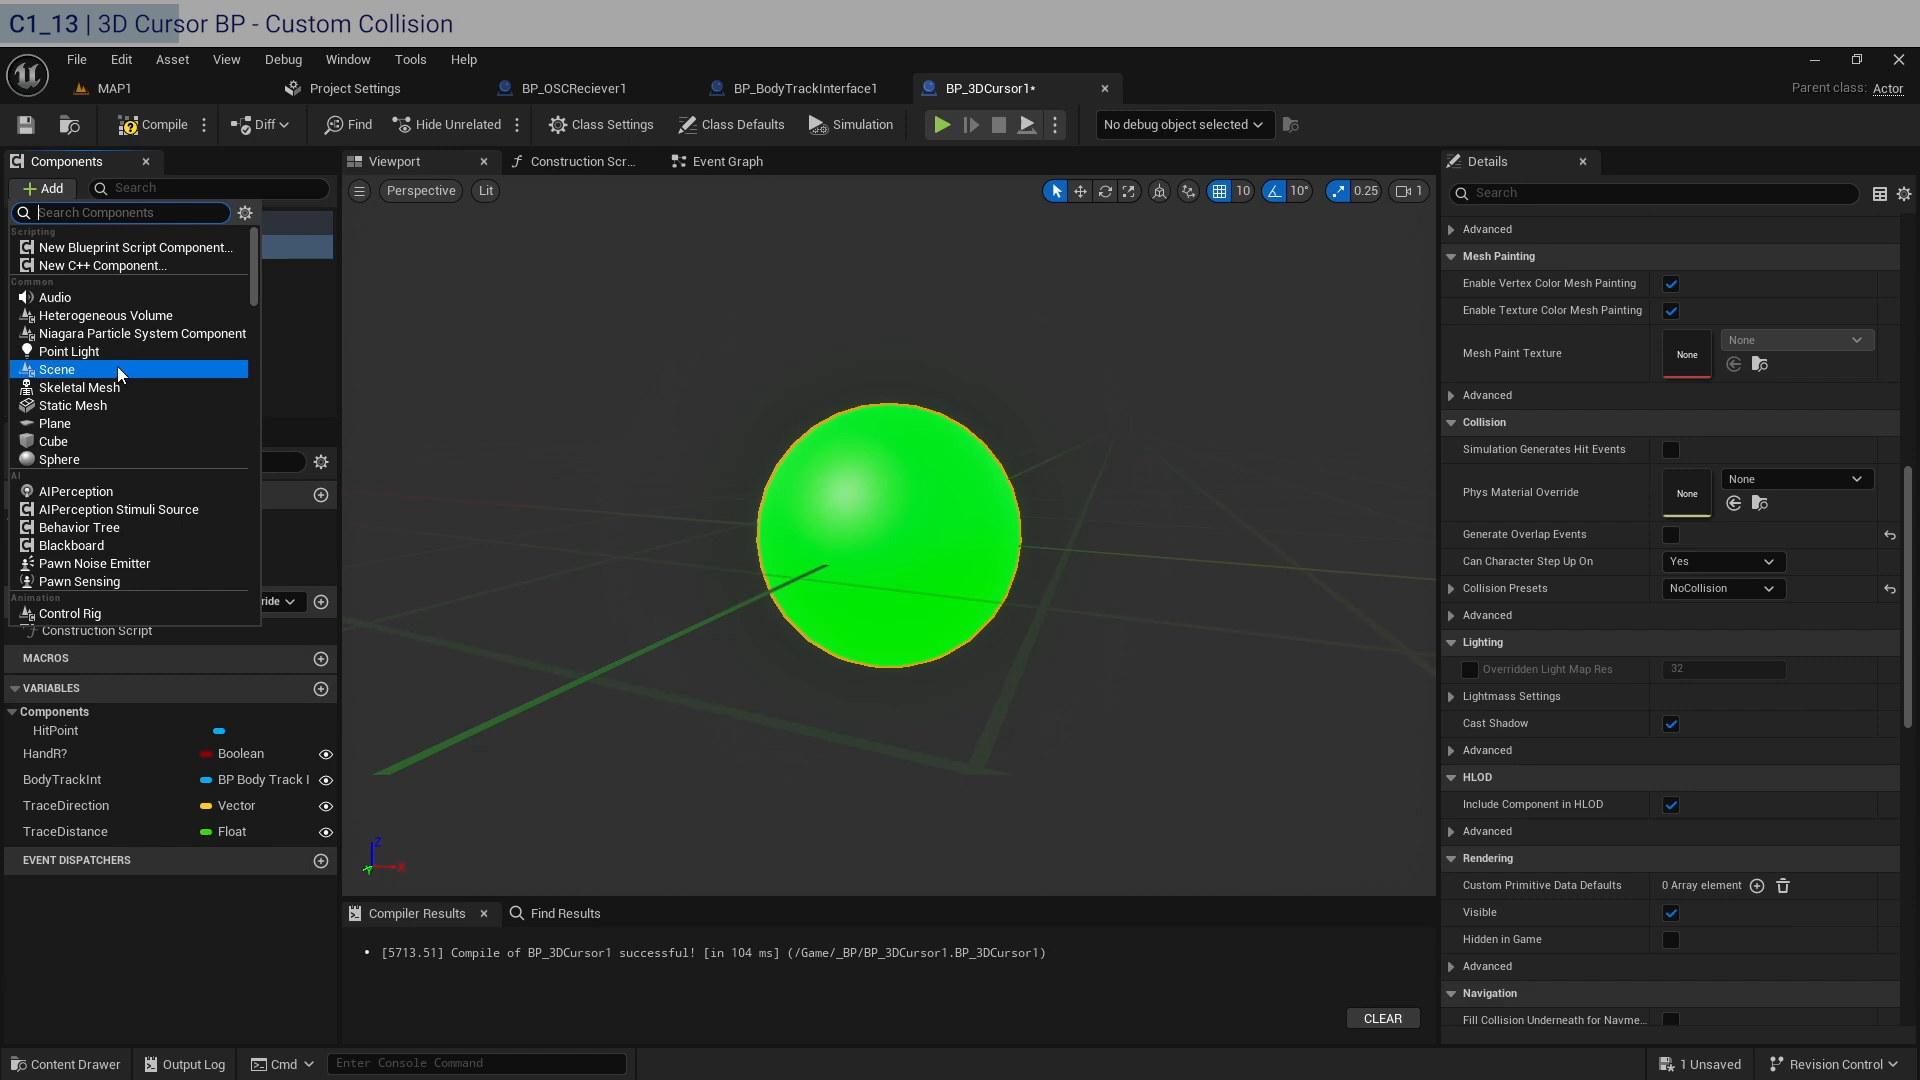 C1_13 | 3D Cursor BP - Custom Collision
File Edit Asset View Window Debug Tools Help
MAP1 Project Settings BP_OSCReciever1 BP_BodyTrackInterface1 BP_3DCursor1* Parent class: Actor
Compile Diff Find Hide Unrelated Class Settings Class Defaults Simulation No debug object selected
Components
Add Search
Search Components
Scripting
New Blueprint Script Component...
New C++ Component...
Common
Audio
Heterogeneous Volume
Niagara Particle System Component
Point Light
Scene
Skeletal Mesh
Static Mesh
Plane
Cube
Sphere
AI
AIPerception
AIPerception Stimuli Source
Behavior Tree
Blackboard
Pawn Noise Emitter
Pawn Sensing
Animation
Control Rig
ride
Construction Script
MACROS
VARIABLES
Components
HitPoint
HandR? Boolean
BodyTrackInt BP Body Track I
TraceDirection Vector
TraceDistance Float
EVENT DISPATCHERS
Viewport Construction Scr... Event Graph
Perspective Lit 10 10° 0.25 1
Z
X
Y
Compiler Results Find Results
• [5713.51] Compile of BP_3DCursor1 successful! [in 104 ms] (/Game/_BP/BP_3DCursor1.BP_3DCursor1)
CLEAR
Details
Search
Advanced
Mesh Painting
Enable Vertex Color Mesh Painting
Enable Texture Color Mesh Painting
Mesh Paint Texture None None
Advanced
Collision
Simulation Generates Hit Events
Phys Material Override None None
Generate Overlap Events
Can Character Step Up On Yes
Collision Presets NoCollision
Advanced
Lighting
Overridden Light Map Res 32
Lightmass Settings
Cast Shadow
Advanced
HLOD
Include Component in HLOD
Advanced
Rendering
Custom Primitive Data Defaults 0 Array element
Visible
Hidden in Game
Advanced
Navigation
Fill Collision Underneath for Navme...
Content Drawer Output Log Cmd Enter Console Command 1 Unsaved Revision Control